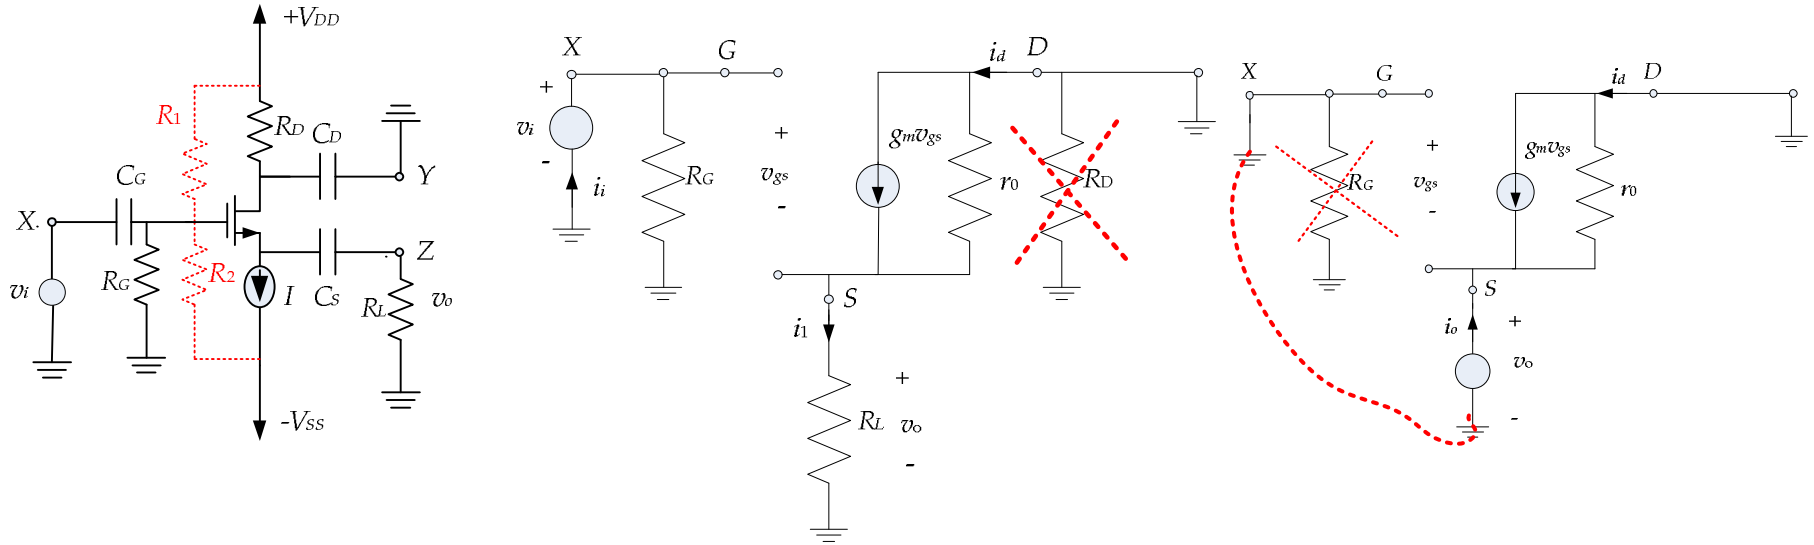 +VDD
R1
RD
CD
Y
CG
X.
RG
R2
I
CS
Z
RL
vo
vi
-VSS
X
G
id
D
+
vi
-
ii
RG
+
vgs
-
gmvgs
r0
RD
S
i1
RL
+
vo
-
X
G
id
D
RG
+
vgs
-
gmvgs
r0
S
io
+
vo
-